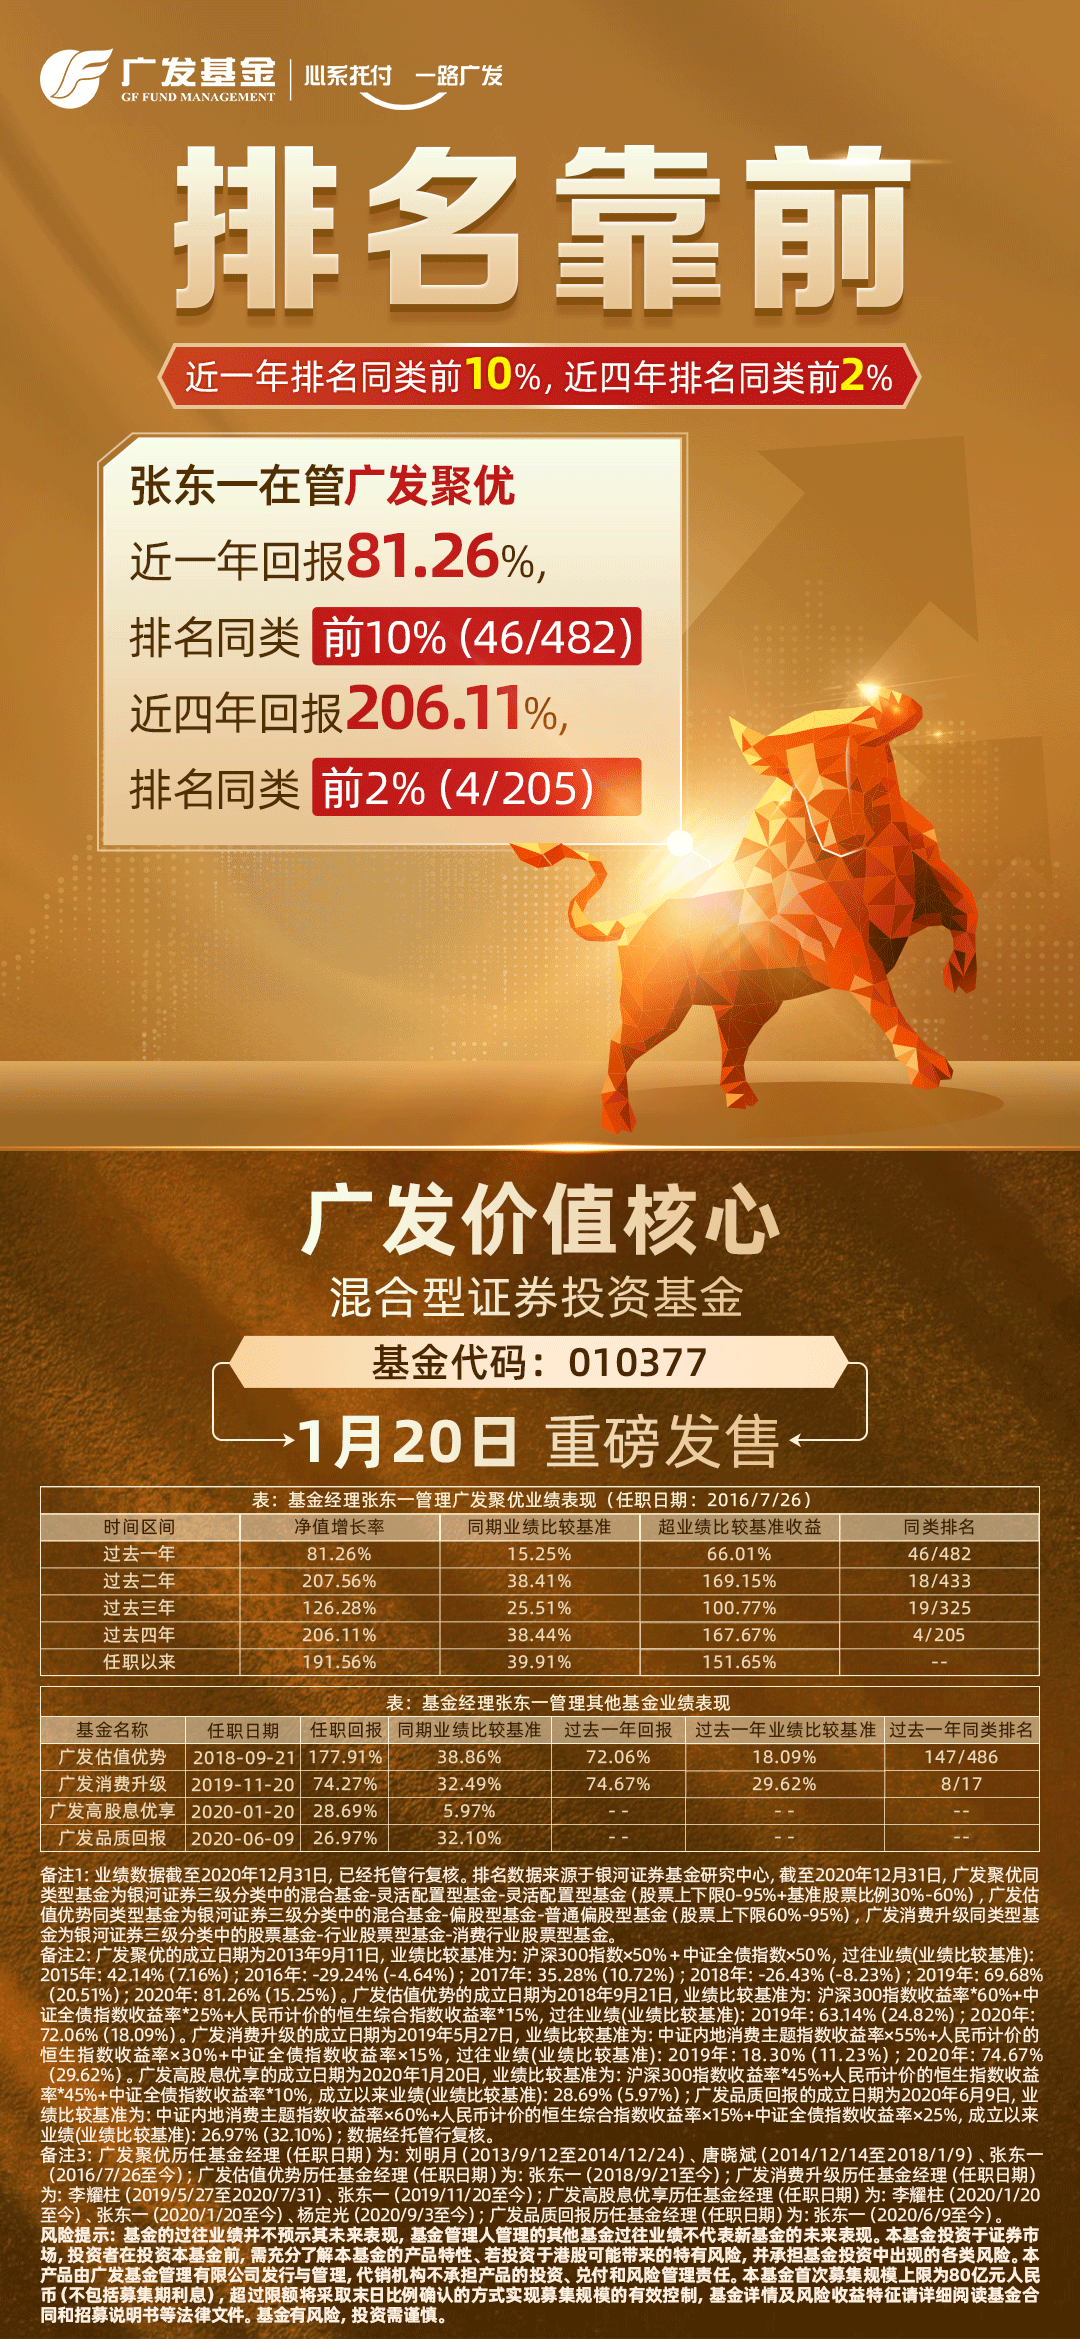 广发基金 心系托付 一路广发
GF FUND MANAGEMENT
排名靠前
近一年排名同类前10%, 近四年排名同类前2%
张东一在管广发聚优
近一年回报81.26%,
排名同类 前10% (46/482)
近四年回报206.11%,
排名同类 前2% (4/205)
广发价值核心
混合型证券投资基金
基金代码：010377
1月20日 重磅发售
表：基金经理张东一管理广发聚优业绩表现（任职日期：2016/7/26）
时间区间 净值增长率 同期业绩比较基准 超业绩比较基准收益 同类排名
过去一年 81.26% 15.25% 66.01% 46/482
过去二年 207.56% 38.41% 169.15% 18/433
过去三年 126.28% 25.51% 100.77% 19/325
过去四年 206.11% 38.44% 167.67% 4/205
任职以来 191.56% 39.91% 151.65% --
表：基金经理张东一管理其他基金业绩表现
基金名称 任职日期 任职回报 同期业绩比较基准 过去一年回报 过去一年业绩比较基准 过去一年同类排名
广发估值优势 2018-09-21 177.91% 38.86% 72.06% 18.09% 147/486
广发消费升级 2019-11-20 74.27% 32.49% 74.67% 29.62% 8/17
广发高股息优享 2020-01-20 28.69% 5.97% -- -- --
广发品质回报 2020-06-09 26.97% 32.10% -- -- --
备注1: 业绩数据截至2020年12月31日, 已经托管行复核。排名数据来源于银河证券基金研究中心, 截至2020年12月31日, 广发聚优同
类型基金为银河证券三级分类中的混合基金-灵活配置型基金-灵活配置型基金 (股票上下限0-95%+基准股票比例30%-60%) , 广发估
值优势同类型基金为银河证券三级分类中的混合基金-偏股型基金-普通偏股型基金 (股票上下限60%-95%) , 广发消费升级同类型基
金为银河证券三级分类中的股票基金-行业股票型基金-消费行业股票型基金。
备注2: 广发聚优的成立日期为2013年9月11日, 业绩比较基准为: 沪深300指数×50%+中证全债指数×50%, 过往业绩(业绩比较基准):
2015年: 42.14% (7.16%) ; 2016年: -29.24% (-4.64%) ; 2017年: 35.28% (10.72%) ; 2018年: -26.43% (-8.23%) ; 2019年: 69.68%
(20.51%) ; 2020年: 81.26% (15.25%) 。广发估值优势的成立日期为2018年9月21日, 业绩比较基准为: 沪深300指数收益率*60%+中
证全债指数收益率*25%+人民币计价的恒生综合指数收益率*15%, 过往业绩(业绩比较基准): 2019年: 63.14% (24.82%) ; 2020年:
72.06% (18.09%) 。广发消费升级的成立日期为2019年5月27日, 业绩比较基准为: 中证内地消费主题指数收益率×55%+人民币计价的
恒生指数收益率×30%+中证全债指数收益率×15%, 过往业绩(业绩比较基准): 2019年: 18.30% (11.23%) ; 2020年: 74.67%
(29.62%) 。广发高股息优享的成立日期为2020年1月20日, 业绩比较基准为: 沪深300指数收益率*45%+人民币计价的恒生指数收益
率*45%+中证全债指数收益率*10%, 成立以来业绩(业绩比较基准): 28.69% (5.97%) ; 广发品质回报的成立日期为2020年6月9日, 业
绩比较基准为: 中证内地消费主题指数收益率×60%+人民币计价的恒生综合指数收益率×15%+中证全债指数收益率×25%, 成立以来
业绩(业绩比较基准): 26.97% (32.10%) ; 数据经托管行复核。
备注3: 广发聚优历任基金经理 (任职日期) 为: 刘明月 (2013/9/12至2014/12/24) 、唐晓斌 (2014/12/14至2018/1/9) 、张东一
(2016/7/26至今) ; 广发估值优势历任基金经理 (任职日期) 为: 张东一 (2018/9/21至今) ; 广发消费升级历任基金经理 (任职日期)
为: 李耀柱 (2019/5/27至2020/7/31) 、张东一 (2019/11/20至今) ; 广发高股息优享历任基金经理 (任职日期) 为: 李耀柱 (2020/1/20
至今) 、张东一 (2020/1/20至今) 、杨定光 (2020/9/3至今) ; 广发品质回报历任基金经理 (任职日期) 为: 张东一 (2020/6/9至今) 。
风险提示: 基金的过往业绩并不预示其未来表现, 基金管理人管理的其他基金过往业绩不代表新基金的未来表现。本基金投资于证券市
场, 投资者在投资本基金前, 需充分了解本基金的产品特性、若投资于港股可能带来的特有风险, 并承担基金投资中出现的各类风险。本
产品由广发基金管理有限公司发行与管理, 代销机构不承担产品的投资、兑付和风险管理责任。本基金首次募集规模上限为80亿元人民
币 (不包括募集期利息) , 超过限额将采取末日比例确认的方式实现募集规模的有效控制, 基金详情及风险收益特征请详细阅读基金合
同和招募说明书等法律文件。基金有风险, 投资需谨慎。